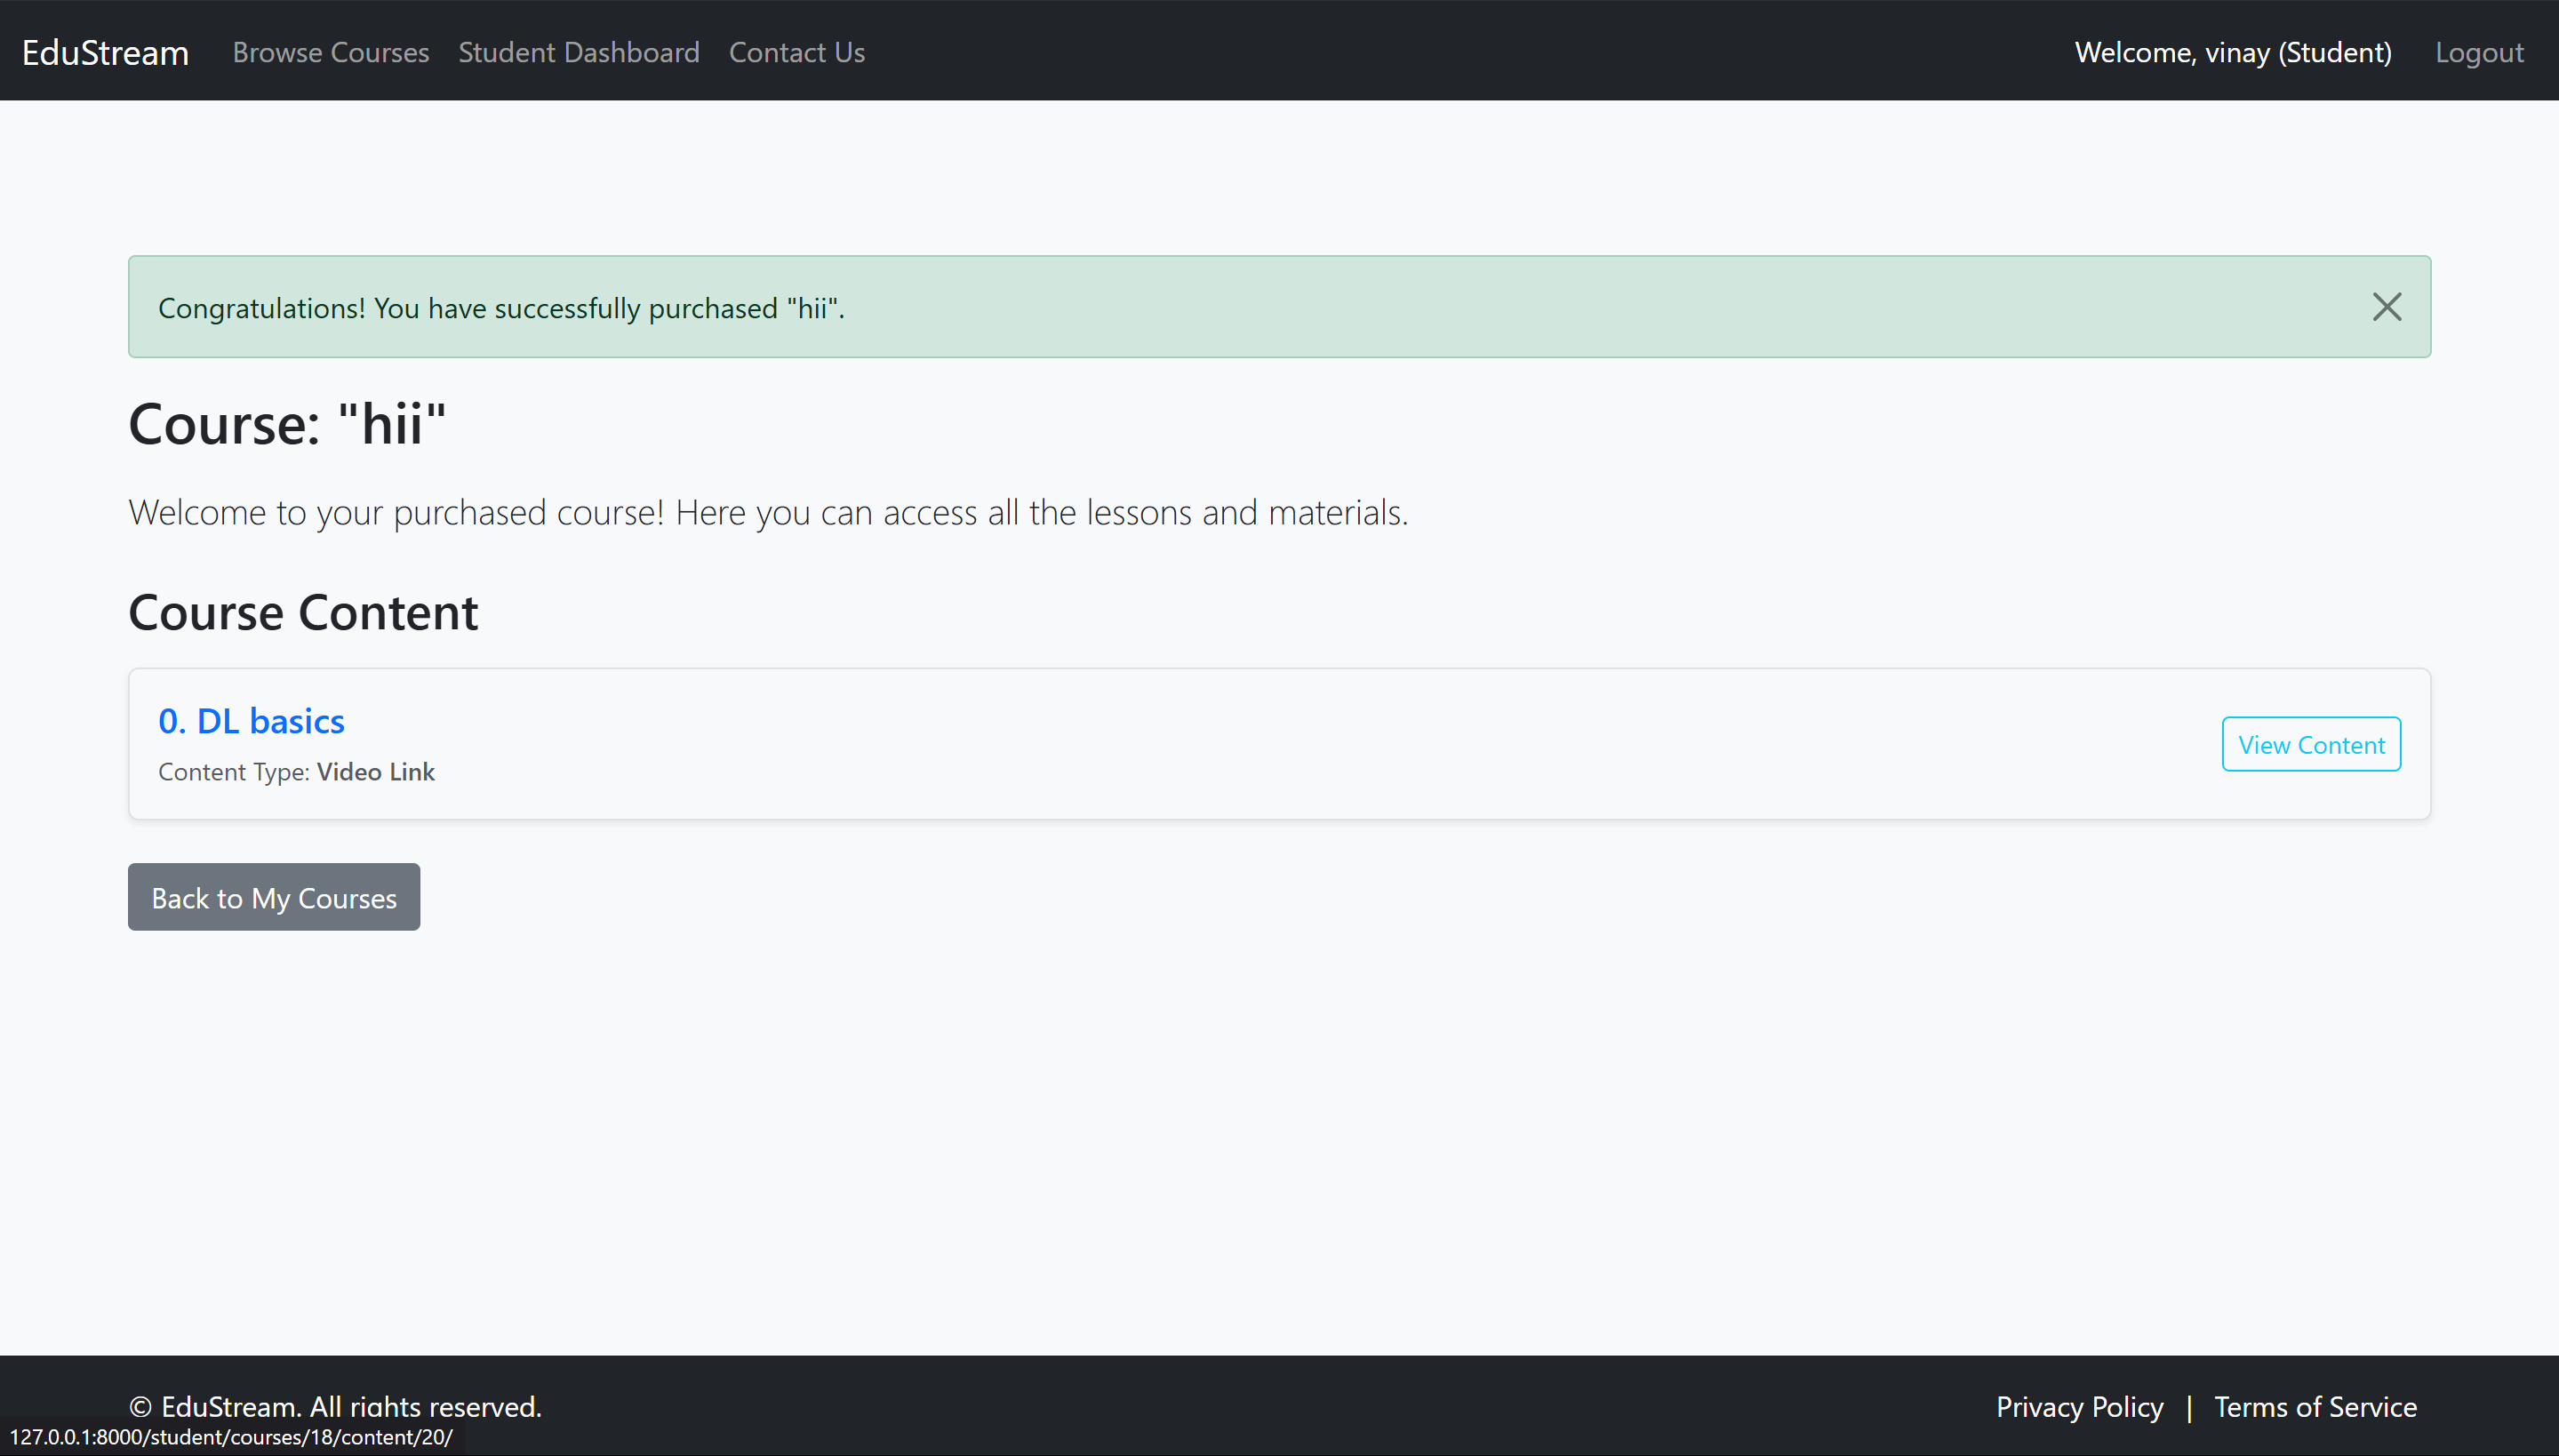 EduStream Browse Courses Student Dashboard Contact Us Welcome, vinay (Student) Logout
Congratulations! You have successfully purchased "hii".
Course: "hii"
Welcome to your purchased course! Here you can access all the lessons and materials.
Course Content
0. DL basics
Content Type: Video Link
View Content
Back to My Courses
© EduStream. All rights reserved. Privacy Policy | Terms of Service
127.0.0.1:8000/student/courses/18/content/20/